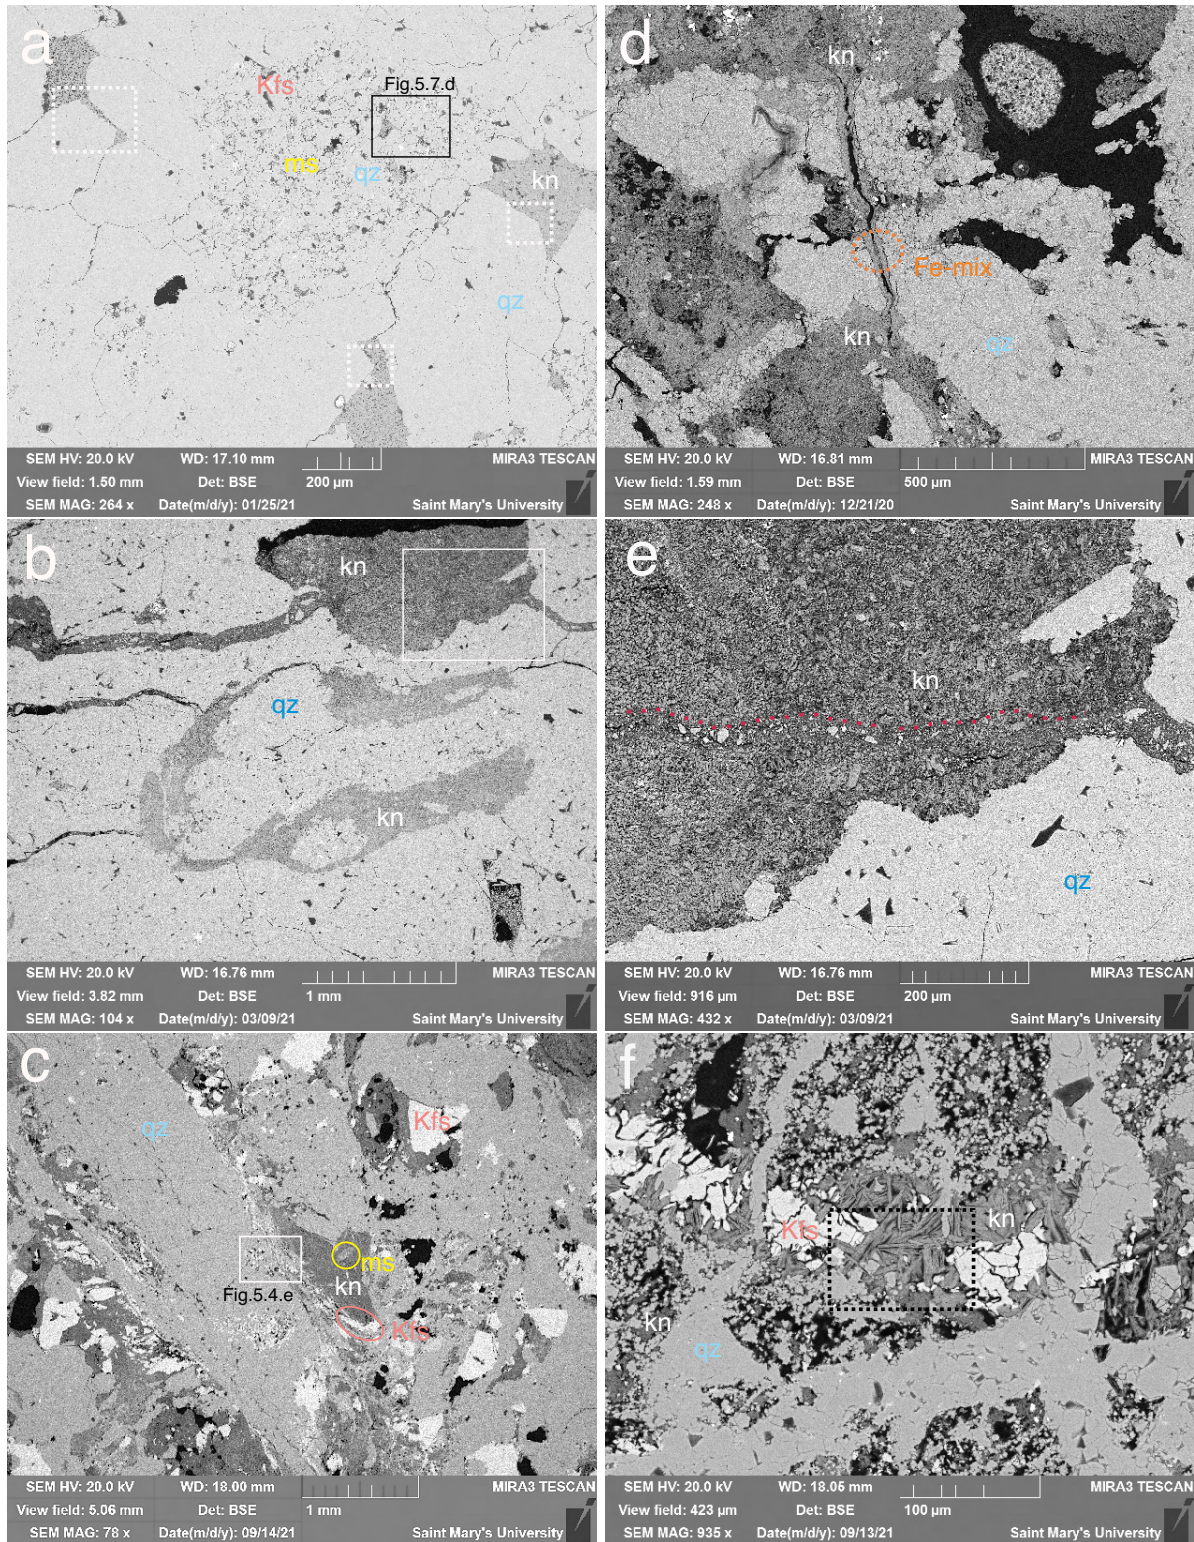 a
Kfs
Fig.5.7.d
ms
qz
kn
qz
SEM HV: 20.0 kV WD: 17.10 mm MIRA3 TESCAN
View field: 1.50 mm Det: BSE 200 µm
SEM MAG: 264 x Date(m/d/y): 01/25/21 Saint Mary's University
d
kn
Fe-mix
kn
qz
SEM HV: 20.0 kV WD: 16.81 mm MIRA3 TESCAN
View field: 1.59 mm Det: BSE 500 µm
SEM MAG: 248 x Date(m/d/y): 12/21/20 Saint Mary's University
b
kn
qz
kn
SEM HV: 20.0 kV WD: 16.76 mm MIRA3 TESCAN
View field: 3.82 mm Det: BSE 1 mm
SEM MAG: 104 x Date(m/d/y): 03/09/21 Saint Mary's University
e
kn
qz
SEM HV: 20.0 kV WD: 16.76 mm MIRA3 TESCAN
View field: 916 µm Det: BSE 200 µm
SEM MAG: 432 x Date(m/d/y): 03/09/21 Saint Mary's University
c
qz
Kfs
ms
kn
Fig.5.4.e
Kfs
SEM HV: 20.0 kV WD: 18.00 mm MIRA3 TESCAN
View field: 5.06 mm Det: BSE 1 mm
SEM MAG: 78 x Date(m/d/y): 09/14/21 Saint Mary's University
f
Kfs
kn
kn
qz
SEM HV: 20.0 kV WD: 18.06 mm MIRA3 TESCAN
View field: 423 µm Det: BSE 100 µm
SEM MAG: 935 x Date(m/d/y): 09/13/21 Saint Mary's University